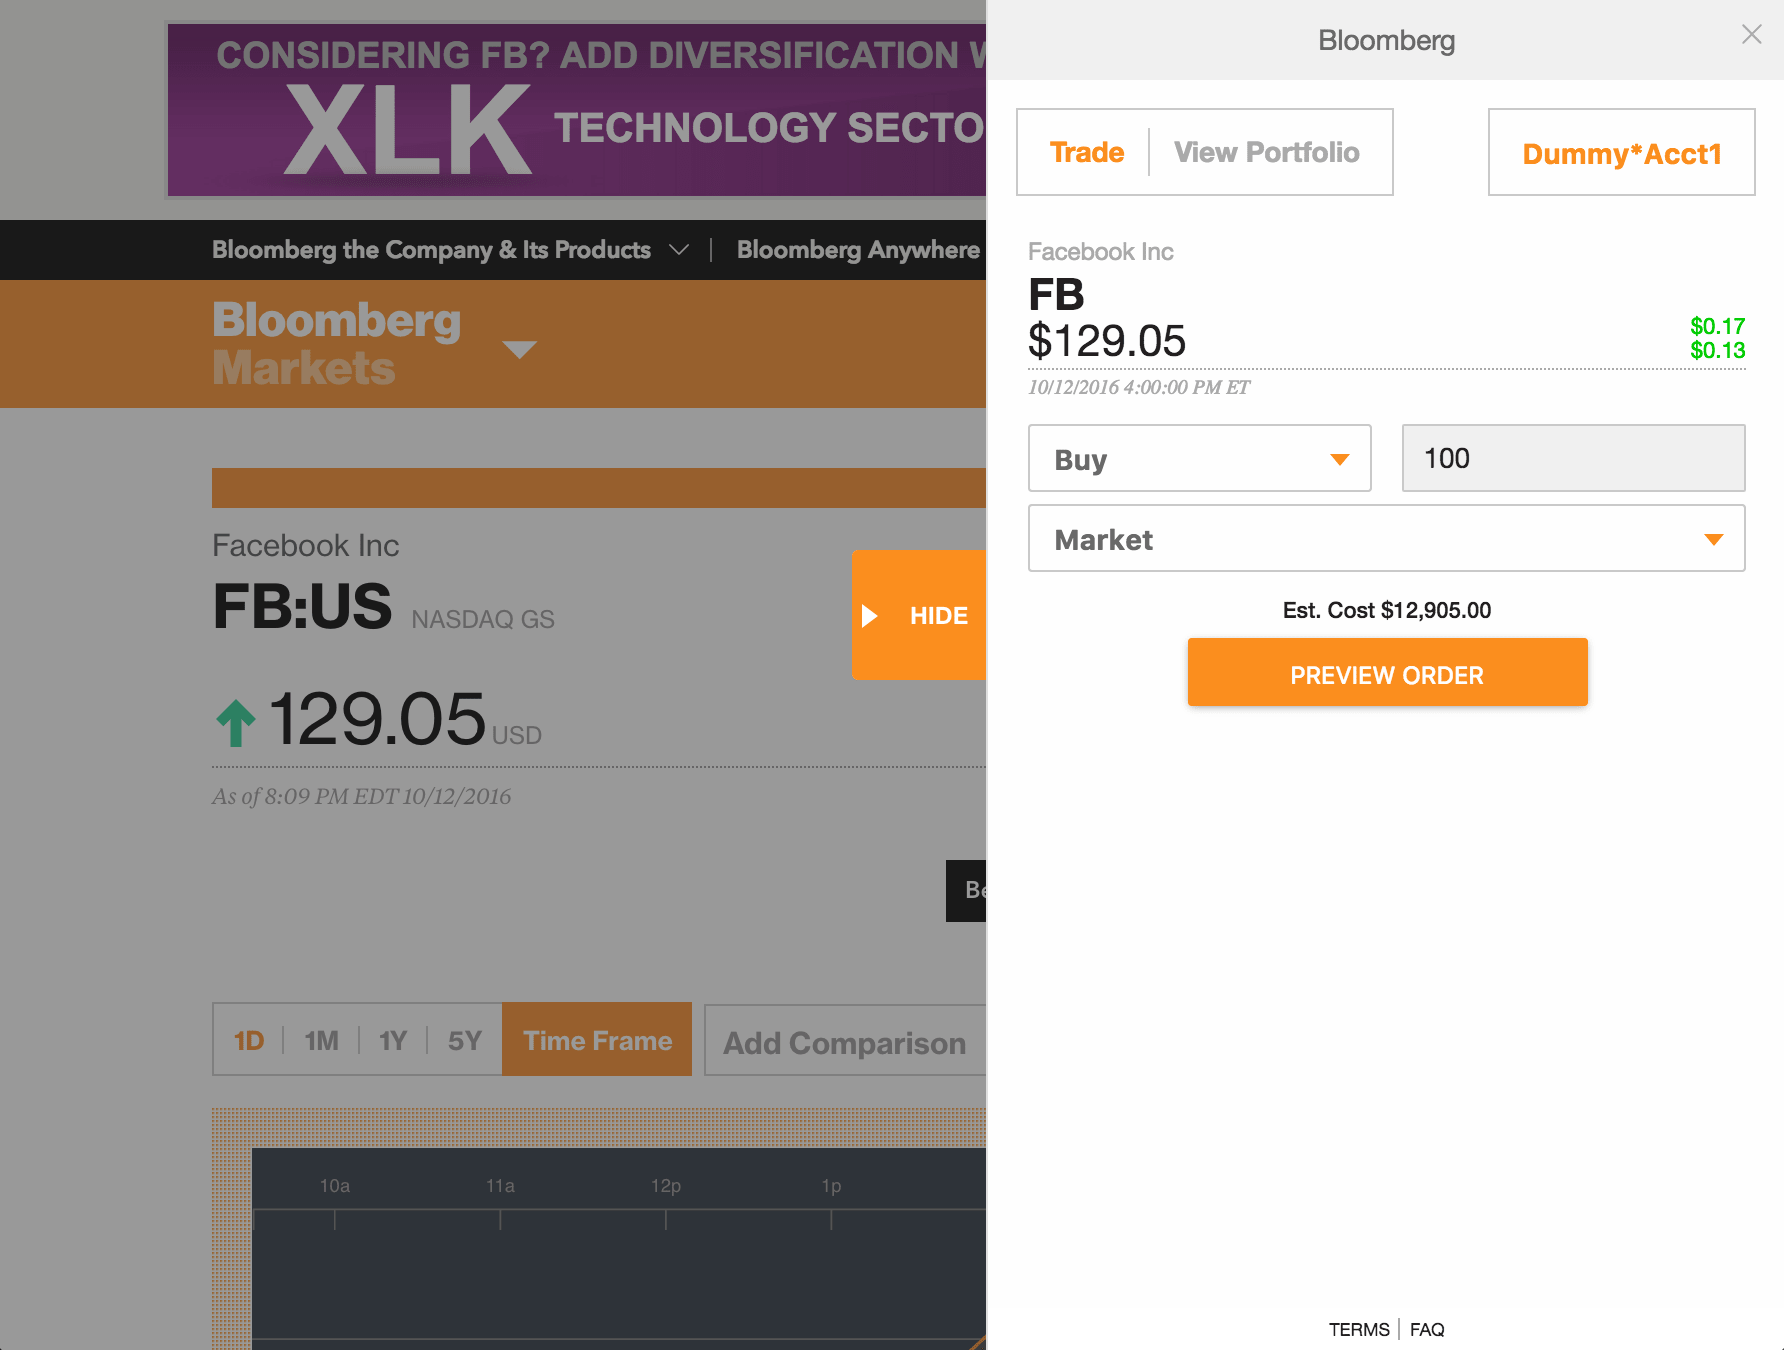 CONSIDERING FB? ADD DIVERSIFICATION
XLK TECHNOLOGY SECTO
Bloomberg the Company & Its Products
Bloomberg Anywhere
Bloomberg
Markets
Facebook Inc
FB:US NASDAQ GS
129.05 USD
As of 8:09 PM EDT 10/12/2016
HIDE
Be
1D 1M 1Y 5Y Time Frame Add Comparison
10a 11a 12p 1p
Bloomberg
Trade View Portfolio
Dummy*Acct1
Facebook Inc
FB
$129.05
$0.17
$0.13
10/12/2016 4:00:00 PM ET
Buy
100
Market
Est. Cost $12,905.00
PREVIEW ORDER
TERMS FAQ